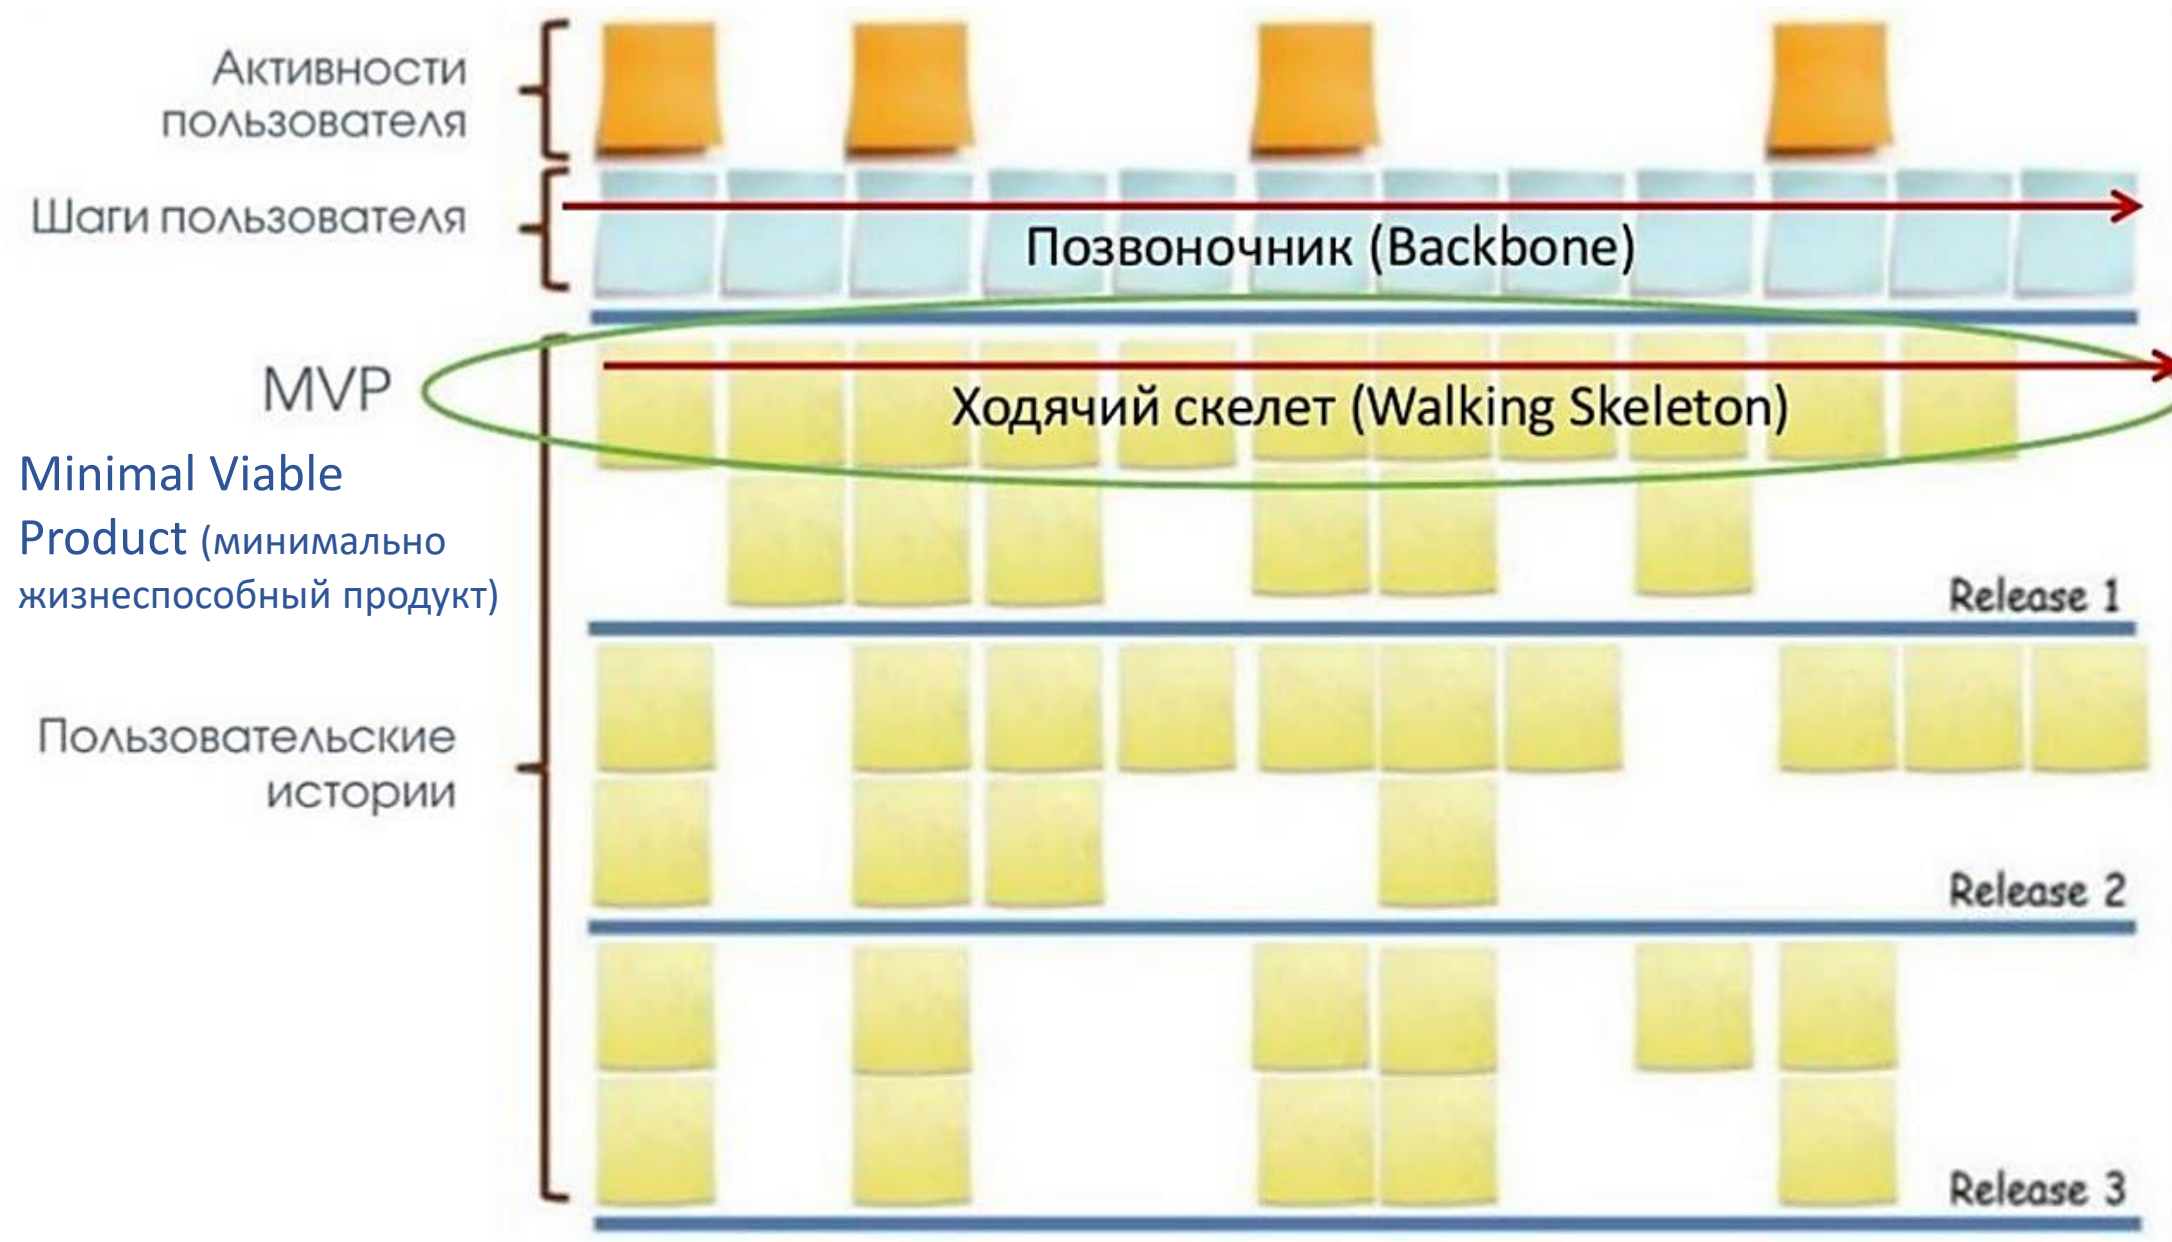 Активности
пользователя
Шаги пользователя
Позвоночник (Backbone)
MVP
Ходячий скелет (Walking Skeleton)
Minimal Viable
Product (минимально
жизнеспособный продукт)
Release 1
Пользовательские
истории
Release 2
Release 3